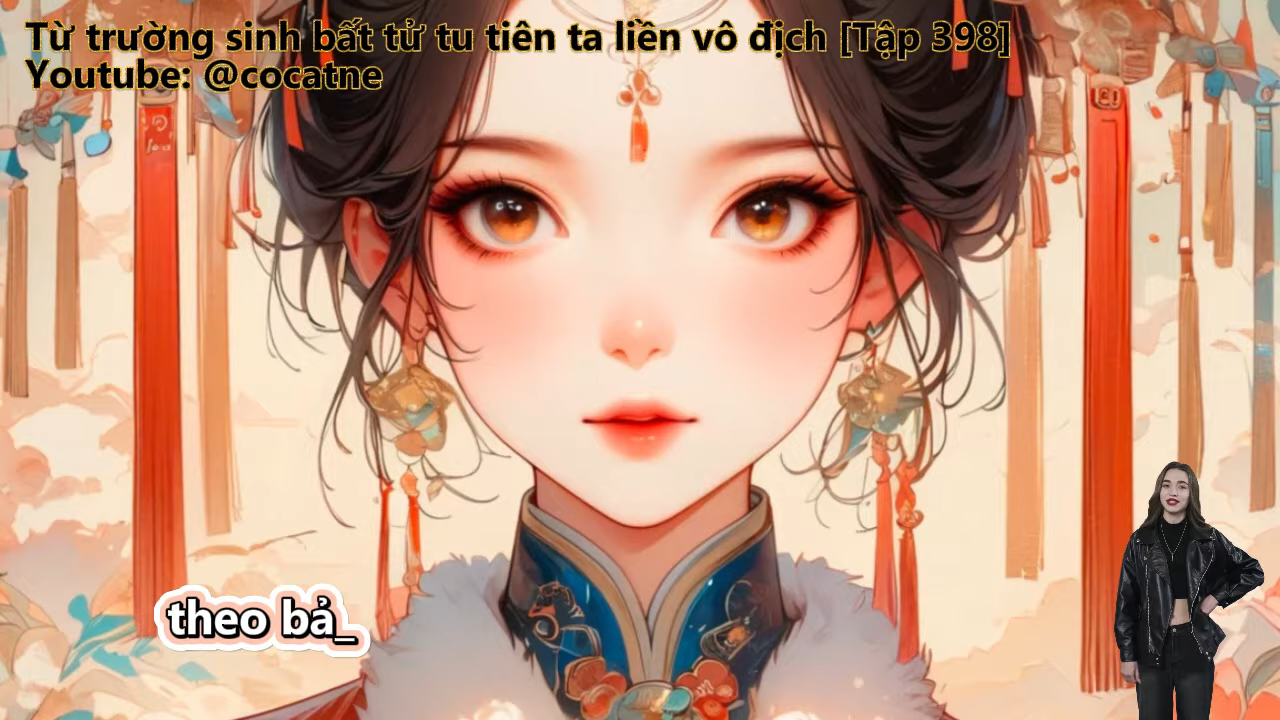 Từ trường sinh bất tử tu tiên ta liền vô địch [Tập 398]
Youtube: @cocatne
theo bả_